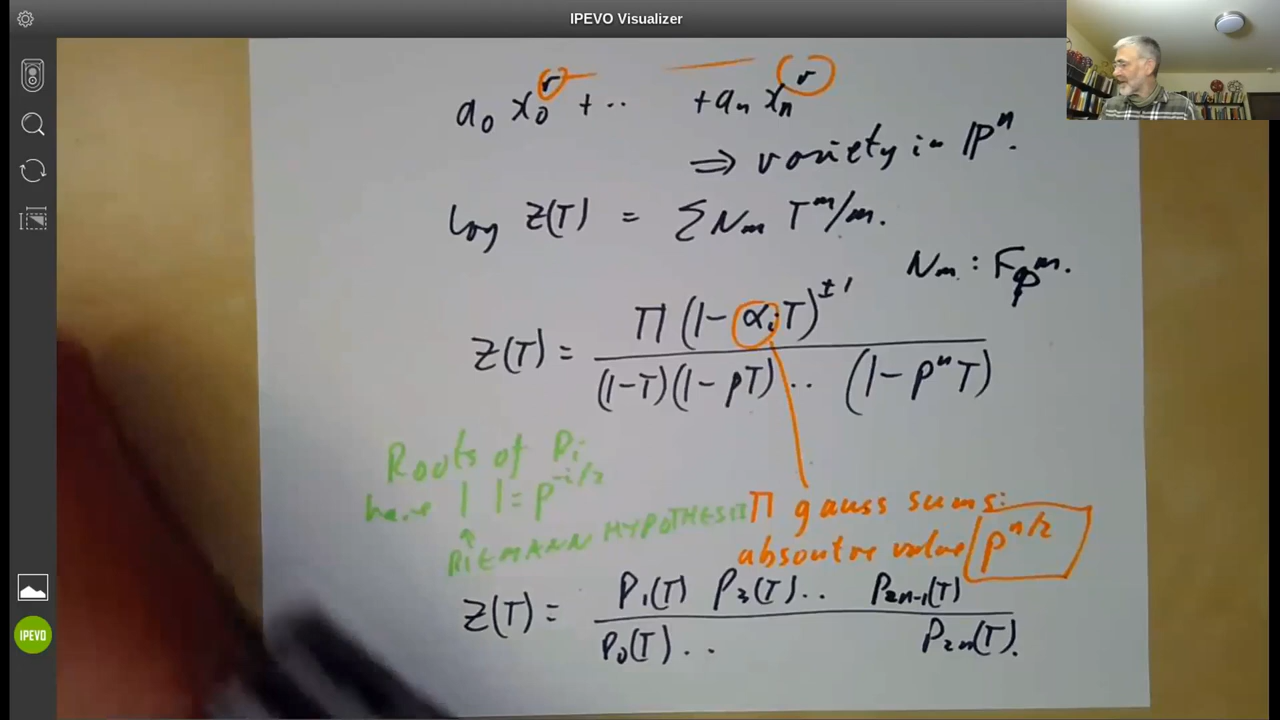 IPEVO Visualizer
a₀ x₀ʳ + ·· + aₙ xₙʳ
⇒ variety in ℙⁿ.
log Z(T) = Σ Nₘ Tᵐ/m.
Nₘ : F_{pᵐ}.
Z(T) = Π (1 - αᵢT)^{±1} / (1-T)(1-pT) ·· (1-pⁿT)
Roots of Pᵢ
have | | = p^{-i/2}
↑
RIEMANN HYPOTHESIS
Π gauss sums:
absolute value p^{n/2}
Z(T) = P₁(T) P₃(T) ·· P₂ₙ₋₁(T) / P₀(T) ·· P₂ₙ(T).
IPEVO